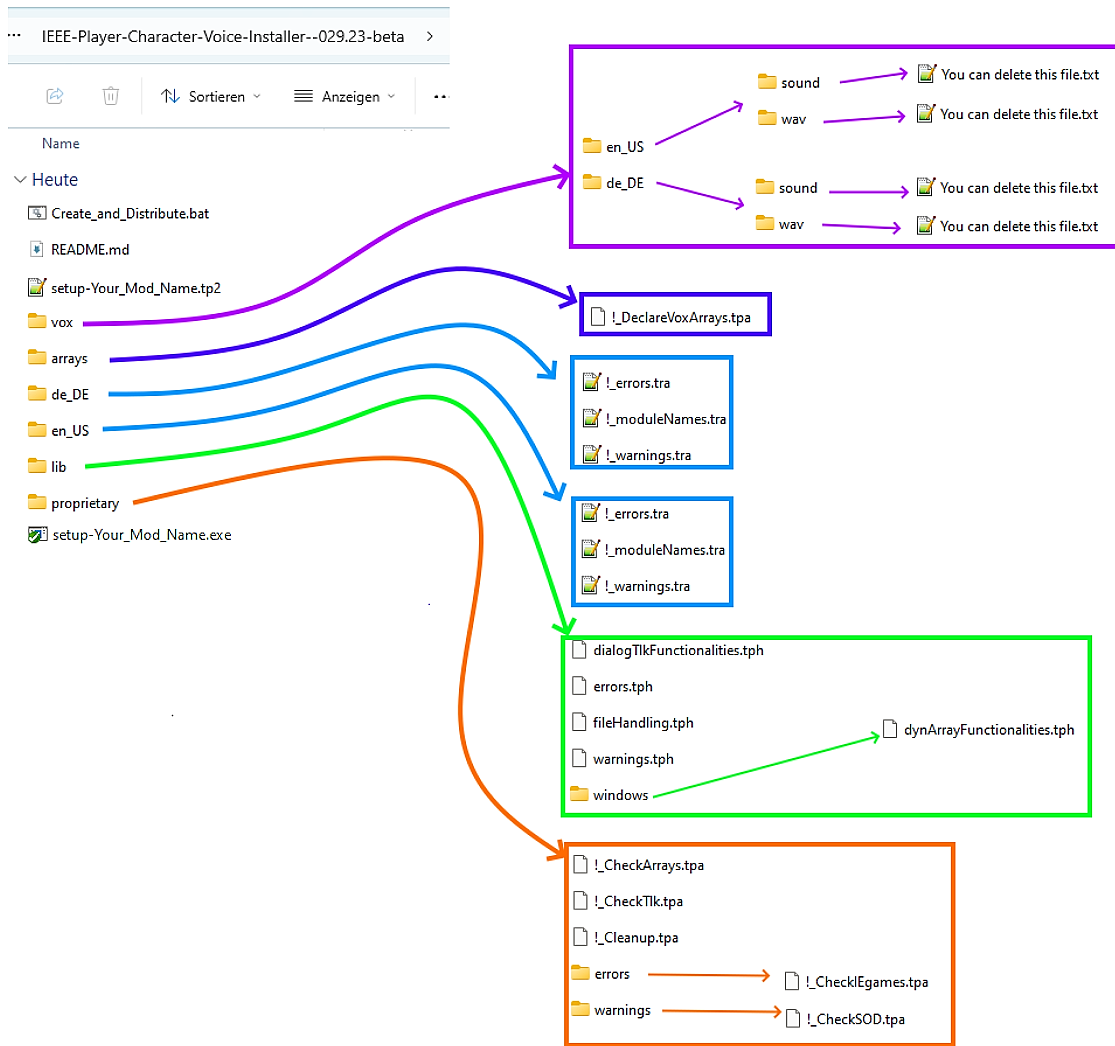 IEEE-Player-Character-Voice-Installer--029.23-beta
Sortieren
Anzeigen
Name
Heute
Create_and_Distribute.bat
README.md
setup-Your_Mod_Name.tp2
vox
arrays
de_DE
en_US
lib
proprietary
setup-Your_Mod_Name.exe
en_US
de_DE
sound
wav
You can delete this file.txt
You can delete this file.txt
sound
wav
You can delete this file.txt
You can delete this file.txt
!_DeclareVoxArrays.tpa
!_errors.tra
!_moduleNames.tra
!_warnings.tra
!_errors.tra
!_moduleNames.tra
!_warnings.tra
dialogTlkFunctionalities.tph
errors.tph
fileHandling.tph
warnings.tph
windows
dynArrayFunctionalities.tph
!_CheckArrays.tpa
!_CheckTlk.tpa
!_Cleanup.tpa
errors
warnings
!_CheckIEgames.tpa
!_CheckSOD.tpa